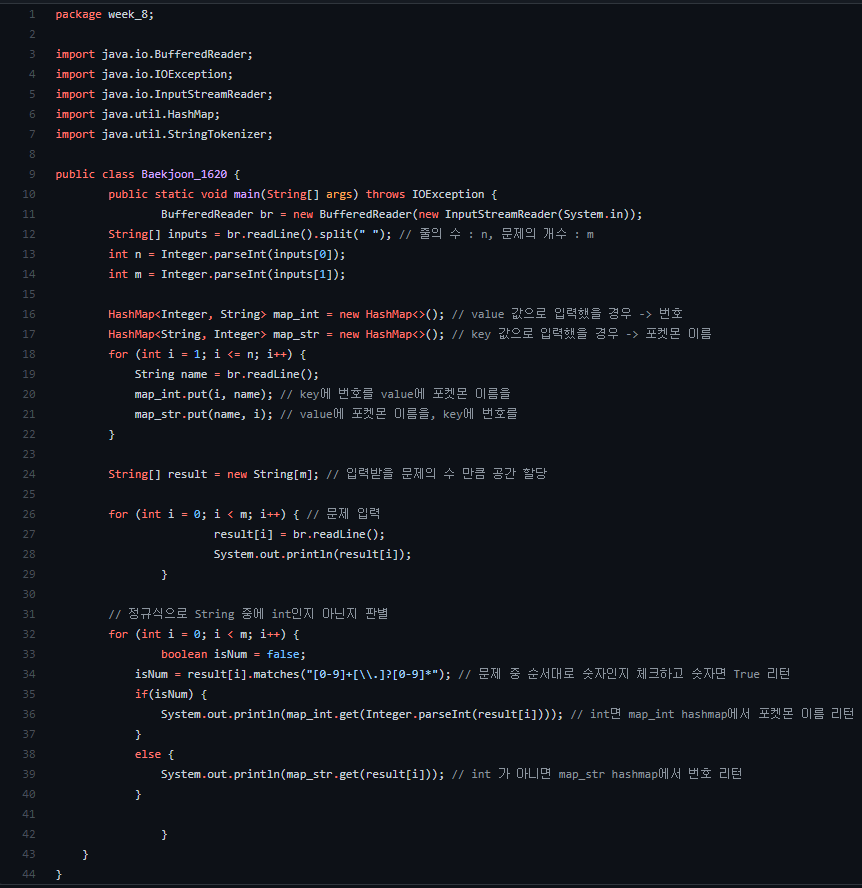 1 package week_8;
2
3 import java.io.BufferedReader;
4 import java.io.IOException;
5 import java.io.InputStreamReader;
6 import java.util.HashMap;
7 import java.util.StringTokenizer;
8
9 public class Baekjoon_1620 {
10 public static void main(String[] args) throws IOException {
11 BufferedReader br = new BufferedReader(new InputStreamReader(System.in));
12 String[] inputs = br.readLine().split(" "); // 줄의 수 : n, 문제의 개수 : m
13 int n = Integer.parseInt(inputs[0]);
14 int m = Integer.parseInt(inputs[1]);
15
16 HashMap<Integer, String> map_int = new HashMap<>(); // value 값으로 입력했을 경우 -> 번호
17 HashMap<String, Integer> map_str = new HashMap<>(); // key 값으로 입력했을 경우 -> 포켓몬 이름
18 for (int i = 1; i <= n; i++) {
19 String name = br.readLine();
20 map_int.put(i, name); // key에 번호를 value에 포켓몬 이름을
21 map_str.put(name, i); // value에 포켓몬 이름을, key에 번호를
22 }
23
24 String[] result = new String[m]; // 입력받을 문제의 수 만큼 공간 할당
25
26 for (int i = 0; i < m; i++) { // 문제 입력
27 result[i] = br.readLine();
28 System.out.println(result[i]);
29 }
30
31 // 정규식으로 String 중에 int인지 아닌지 판별
32 for (int i = 0; i < m; i++) {
33 boolean isNum = false;
34 isNum = result[i].matches("[0-9]+[\\.]?[0-9]*"); // 문제 중 순서대로 숫자인지 체크하고 숫자면 True 리턴
35 if(isNum) {
36 System.out.println(map_int.get(Integer.parseInt(result[i]))); // int면 map_int hashmap에서 포켓몬 이름 리턴
37 }
38 else {
39 System.out.println(map_str.get(result[i])); // int 가 아니면 map_str hashmap에서 번호 리턴
40 }
41
42 }
43 }
44 }